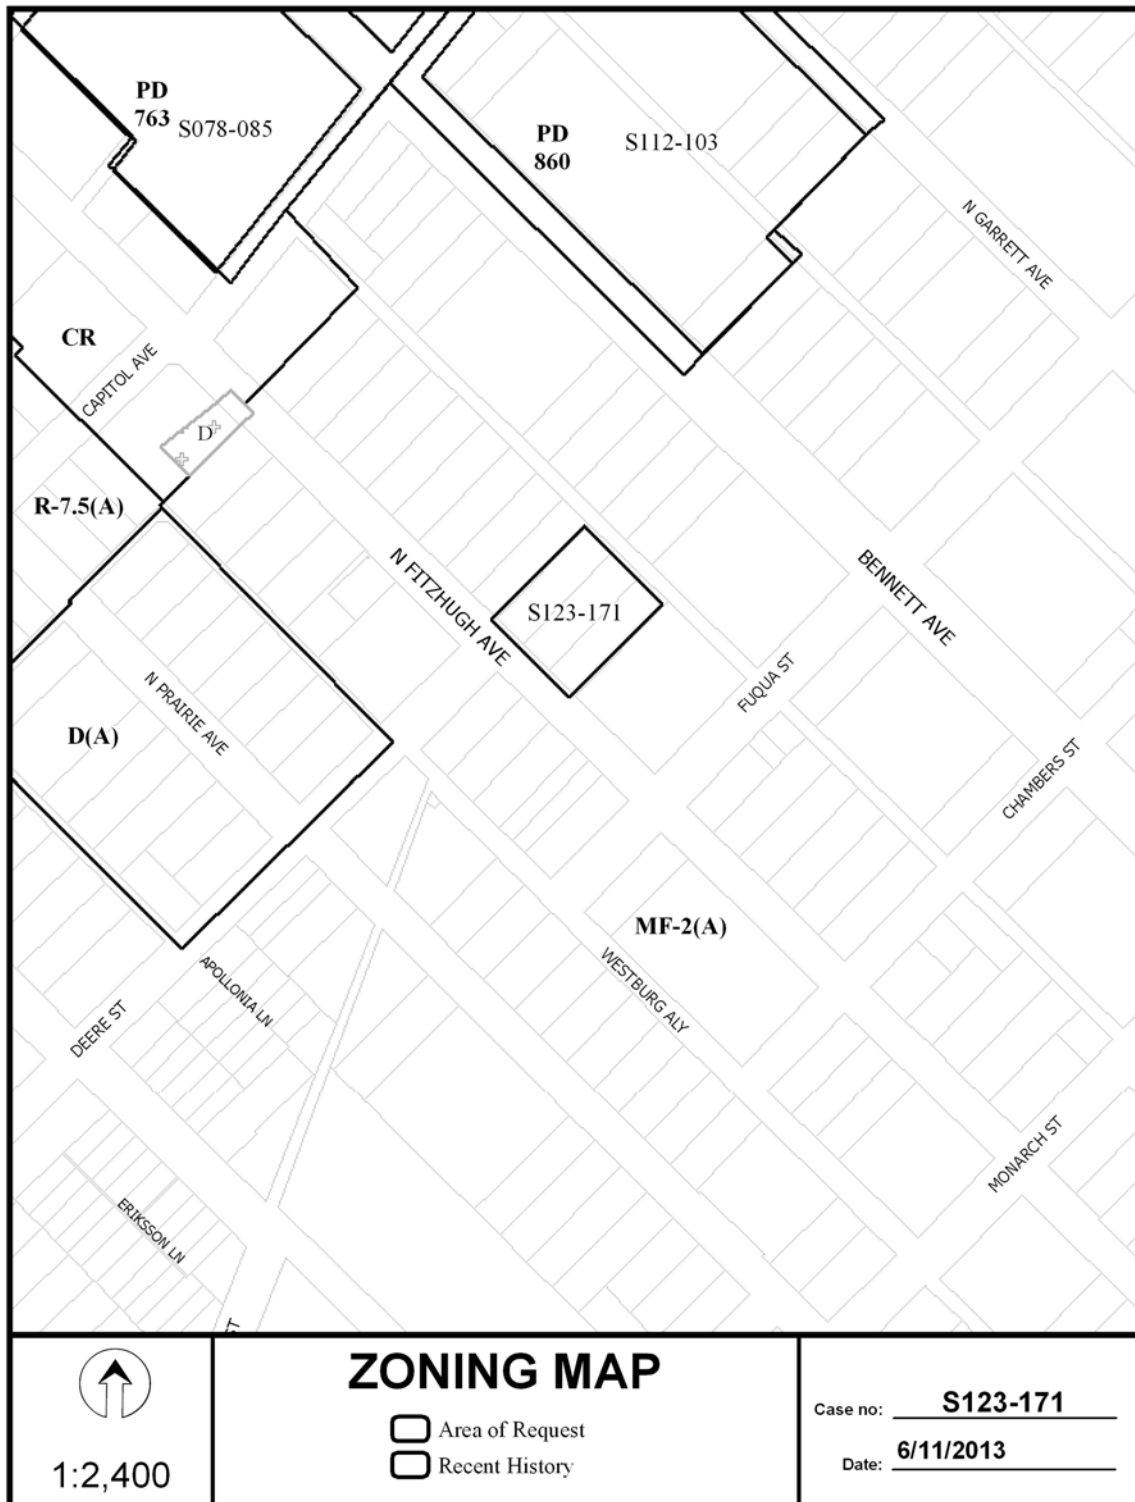 PD
763
S078-085
PD
860
S112-103
N GARRETT AVE
CR
CAPITOL AVE
D
R-7.5(A)
N FITZHUGH AVE
S123-171
BENNETT AVE
FUQUA ST
N PRAIRIE AVE
D(A)
CHAMBERS ST
MF-2(A)
WESTBURG ALY
APOLLONIA LN
DEERE ST
MONARCH ST
ERIKSSON LN
ST
ZONING MAP
Area of Request
Recent History
1:2,400
Case no: S123-171
Date: 6/11/2013